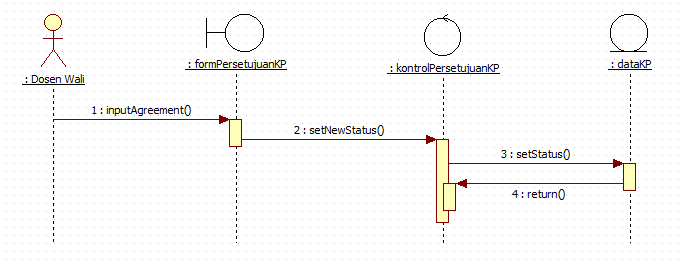 : Dosen Wali
: formPersetujuanKP
: kontrolPersetujuanKP
: dataKP
1 : inputAgreement()
2 : setNewStatus()
3 : setStatus()
4 : return()